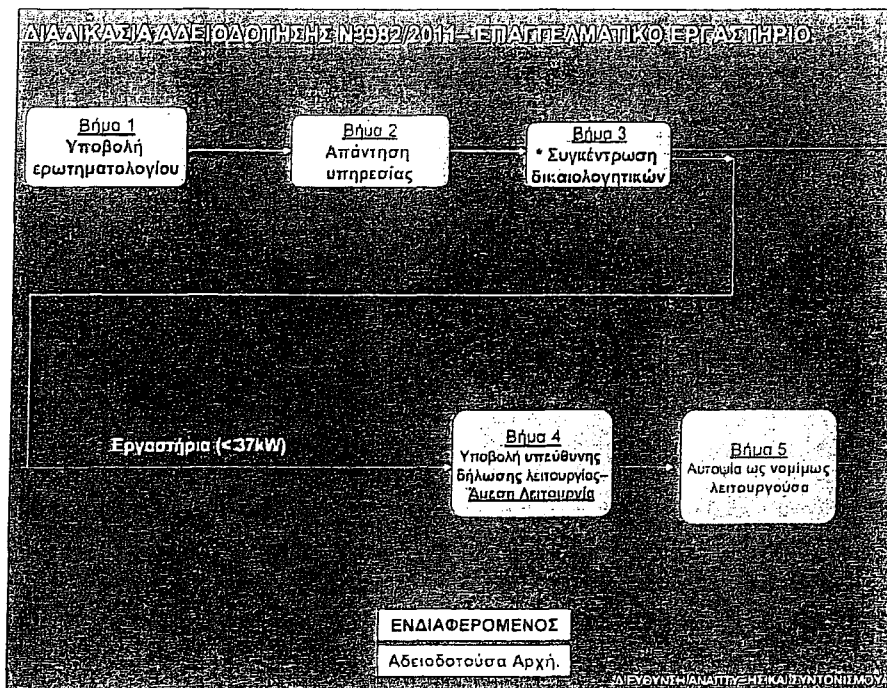 ΔΙΑΔΙΚΑΣΙΑ ΑΔΕΙΟΔΟΤΗΣΗΣ Ν3982/2011 – ΕΠΑΓΓΕΛΜΑΤΙΚΟ ΕΡΓΑΣΤΗΡΙΟ
Βήμα 1
Υποβολή
ερωτηματολογίου
Βήμα 2
Απάντηση
υπηρεσίας
Βήμα 3
* Συγκέντρωση
δικαιολογητικών
Εργαστήρια (<37kW)
Βήμα 4
Υποβολή υπεύθυνης
δήλωσης λειτουργίας–
Άμεση Λειτουργία
Βήμα 5
Αυτοψία ως νομίμως
λειτουργούσα
ΕΝΔΙΑΦΕΡΟΜΕΝΟΣ
Αδειοδοτούσα Αρχή.
ΔΙΕΥΘΥΝΣΗ ΑΝΑΠΤΥΞΗΣ ΚΑΙ ΣΥΝΤΟΝΙΣΜΟΥ